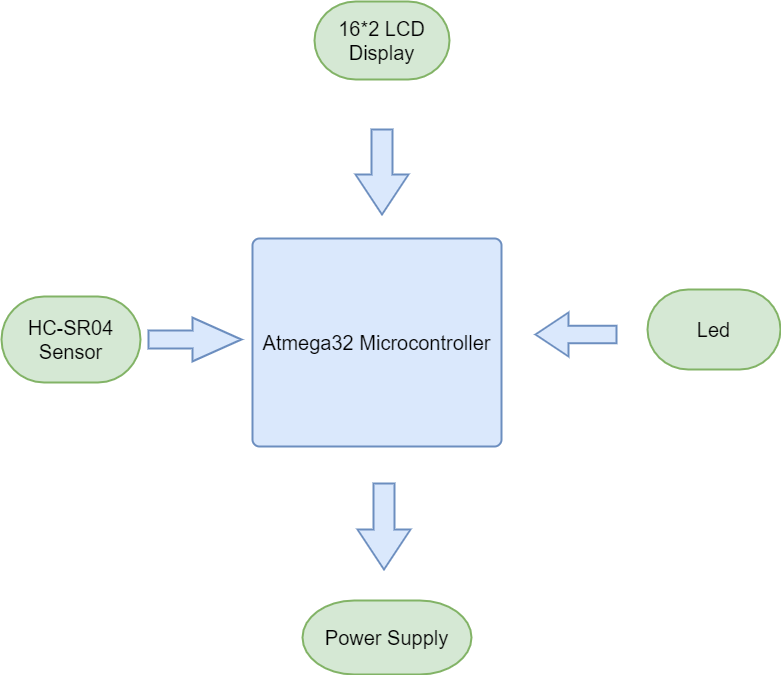 16*2 LCD
Display
HC-SR04
Sensor
Atmega32 Microcontroller
Led
Power Supply